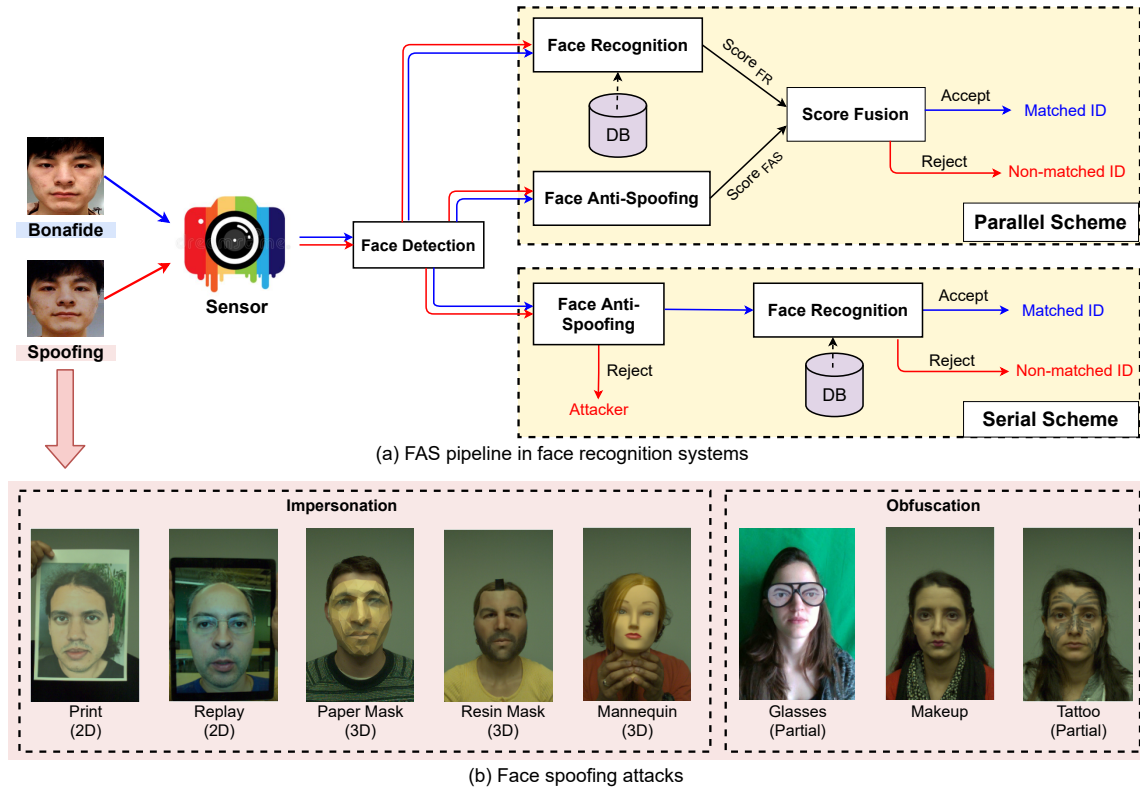 Bonafide
Spoofing
Sensor
Face Detection
Face Recognition
DB
Face Anti-Spoofing
Score FR
Score FAS
Score Fusion
Accept
Matched ID
Reject
Non-matched ID
Parallel Scheme
Face Anti-
Spoofing
Reject
Attacker
Face Recognition
DB
Accept
Matched ID
Reject
Non-matched ID
Serial Scheme
(a) FAS pipeline in face recognition systems
Impersonation
Print
(2D)
Replay
(2D)
Paper Mask
(3D)
Resin Mask
(3D)
Mannequin
(3D)
Obfuscation
Glasses
(Partial)
Makeup
Tattoo
(Partial)
(b) Face spoofing attacks